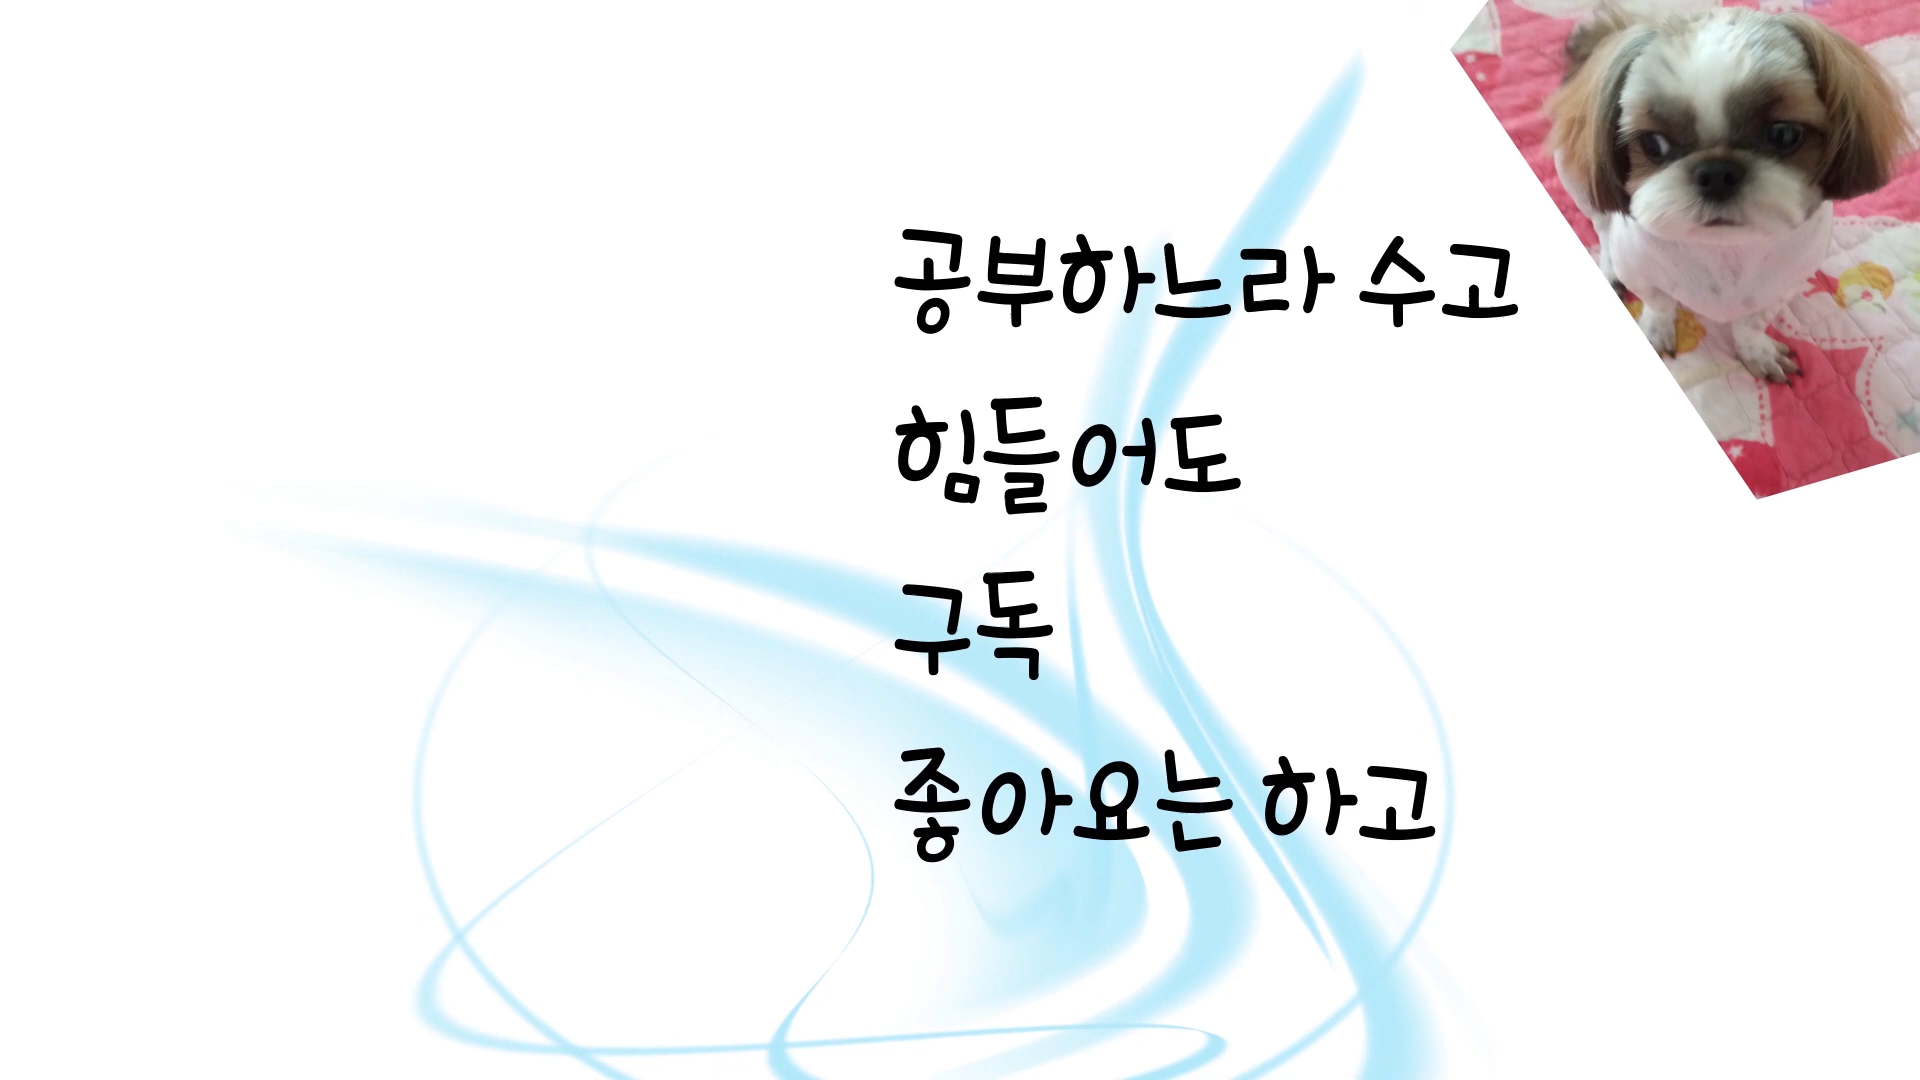 공부하느라 수고
힘들어도
구독
좋아요는 하고